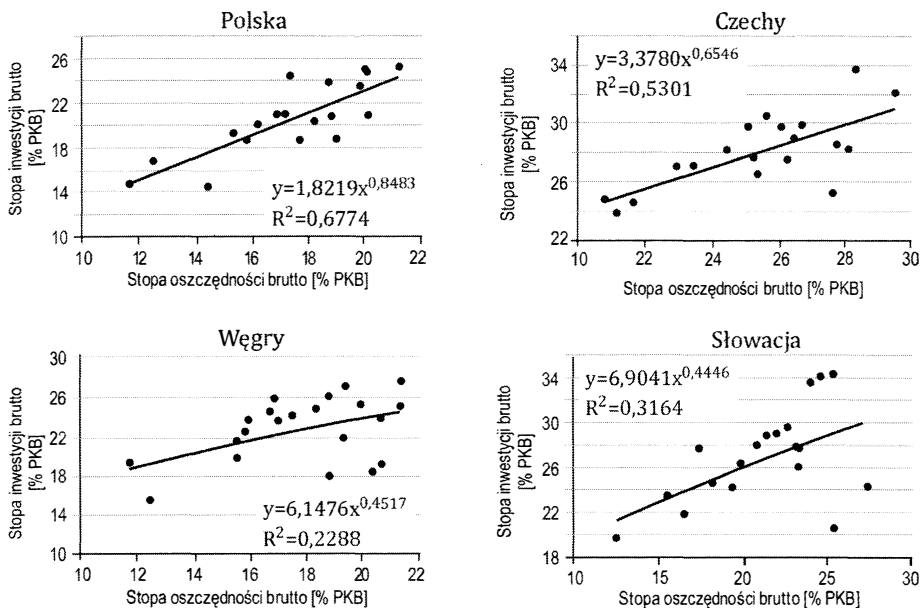 Polska
Stopa inwestycji brutto
[% PKB]
26
22
18
14
10
y=1,8219x^0,8483
R²=0,6774
10 12 14 16 18 20 22
Stopa oszczędności brutto [% PKB]
Czechy
Stopa inwestycji brutto
[% PKB]
34
30
26
22
y=3,3780x^0,6546
R²=0,5301
10 22 24 26 28 30
Stopa oszczędności brutto [% PKB]
Węgry
Stopa inwestycji brutto
[% PKB]
30
26
22
18
14
10
y=6,1476x^0,4517
R²=0,2288
10 12 14 16 18 20 22
Stopa oszczędności brutto [% PKB]
Słowacja
Stopa inwestycji brutto
[% PKB]
34
30
26
22
18
y=6,9041x^0,4446
R²=0,3164
10 15 20 25 30
Stopa oszczędności brutto [% PKB]